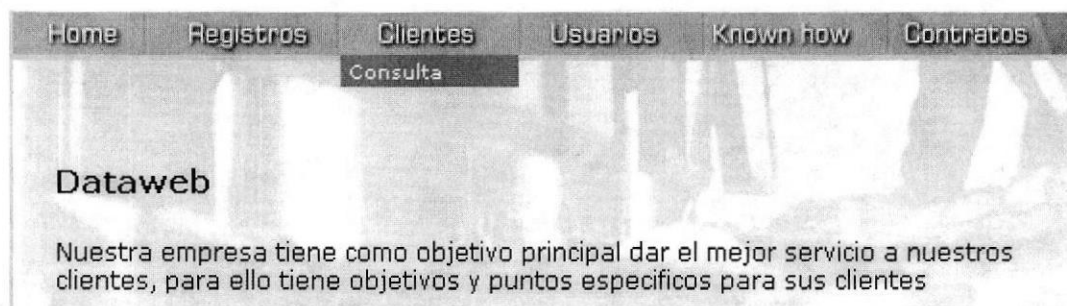 Home Registros Clientes Usuarios Known how Contratos
Consulta
Dataweb
Nuestra empresa tiene como objetivo principal dar el mejor servicio a nuestros
clientes, para ello tiene objetivos y puntos especificos para sus clientes